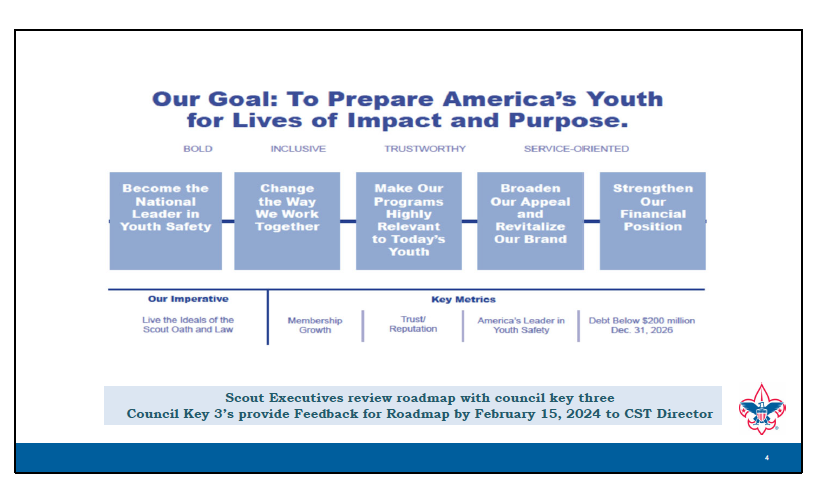 Our Goal: To Prepare America's Youth
for Lives of Impact and Purpose.
BOLD
INCLUSIVE
TRUSTWORTHY
SERVICE-ORIENTED
Become the
National
Leader in
Youth Safety
Change
the Way
We Work
Together
Make Our
Programs
Highly
Relevant
to Today's
Youth
Broaden
Our Appeal
and
Revitalize
Our Brand
Strengthen
Our
Financial
Position
Our Imperative
Live the Ideals of the
Scout Oath and Law
Key Metrics
Membership
Growth
Trust/
Reputation
America's Leader in
Youth Safety
Debt Below $200 million
Dec. 31, 2026
Scout Executives review roadmap with council key three
Council Key 3's provide Feedback for Roadmap by February 15, 2024 to CST Director
®
4